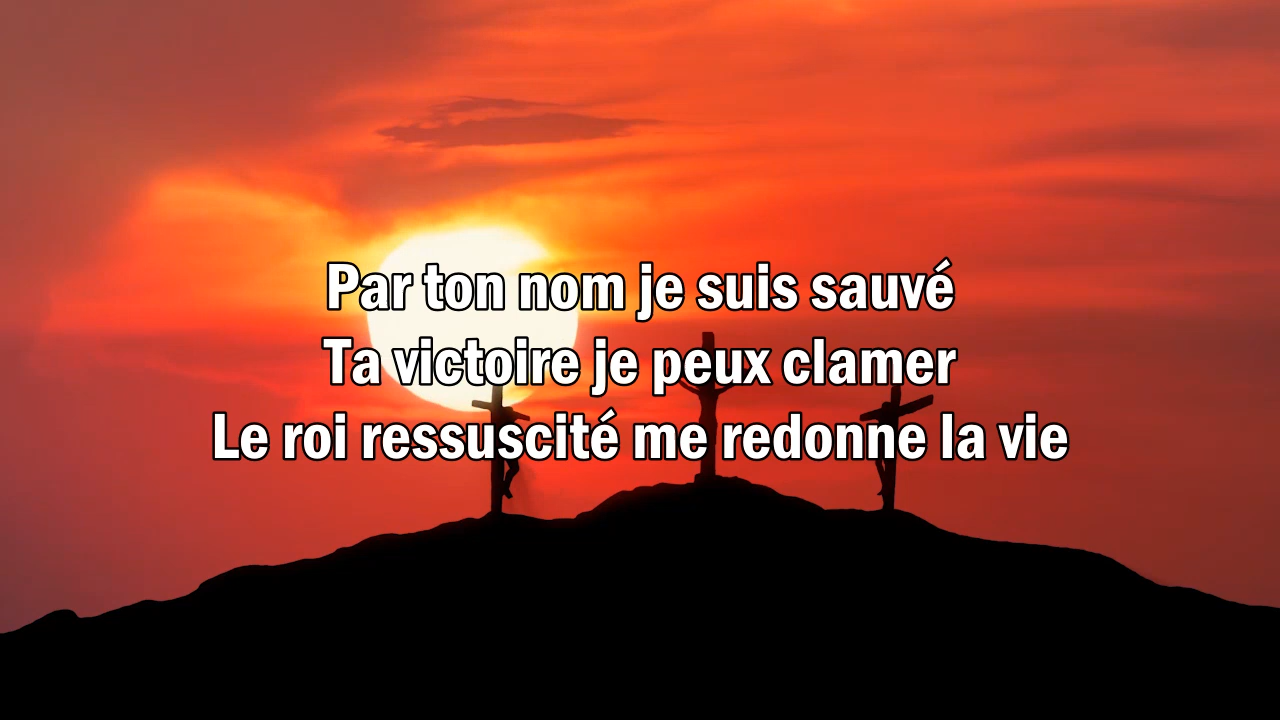 Par ton nom je suis sauvé
Ta victoire je peux clamer
Le roi ressuscité me redonne la vie